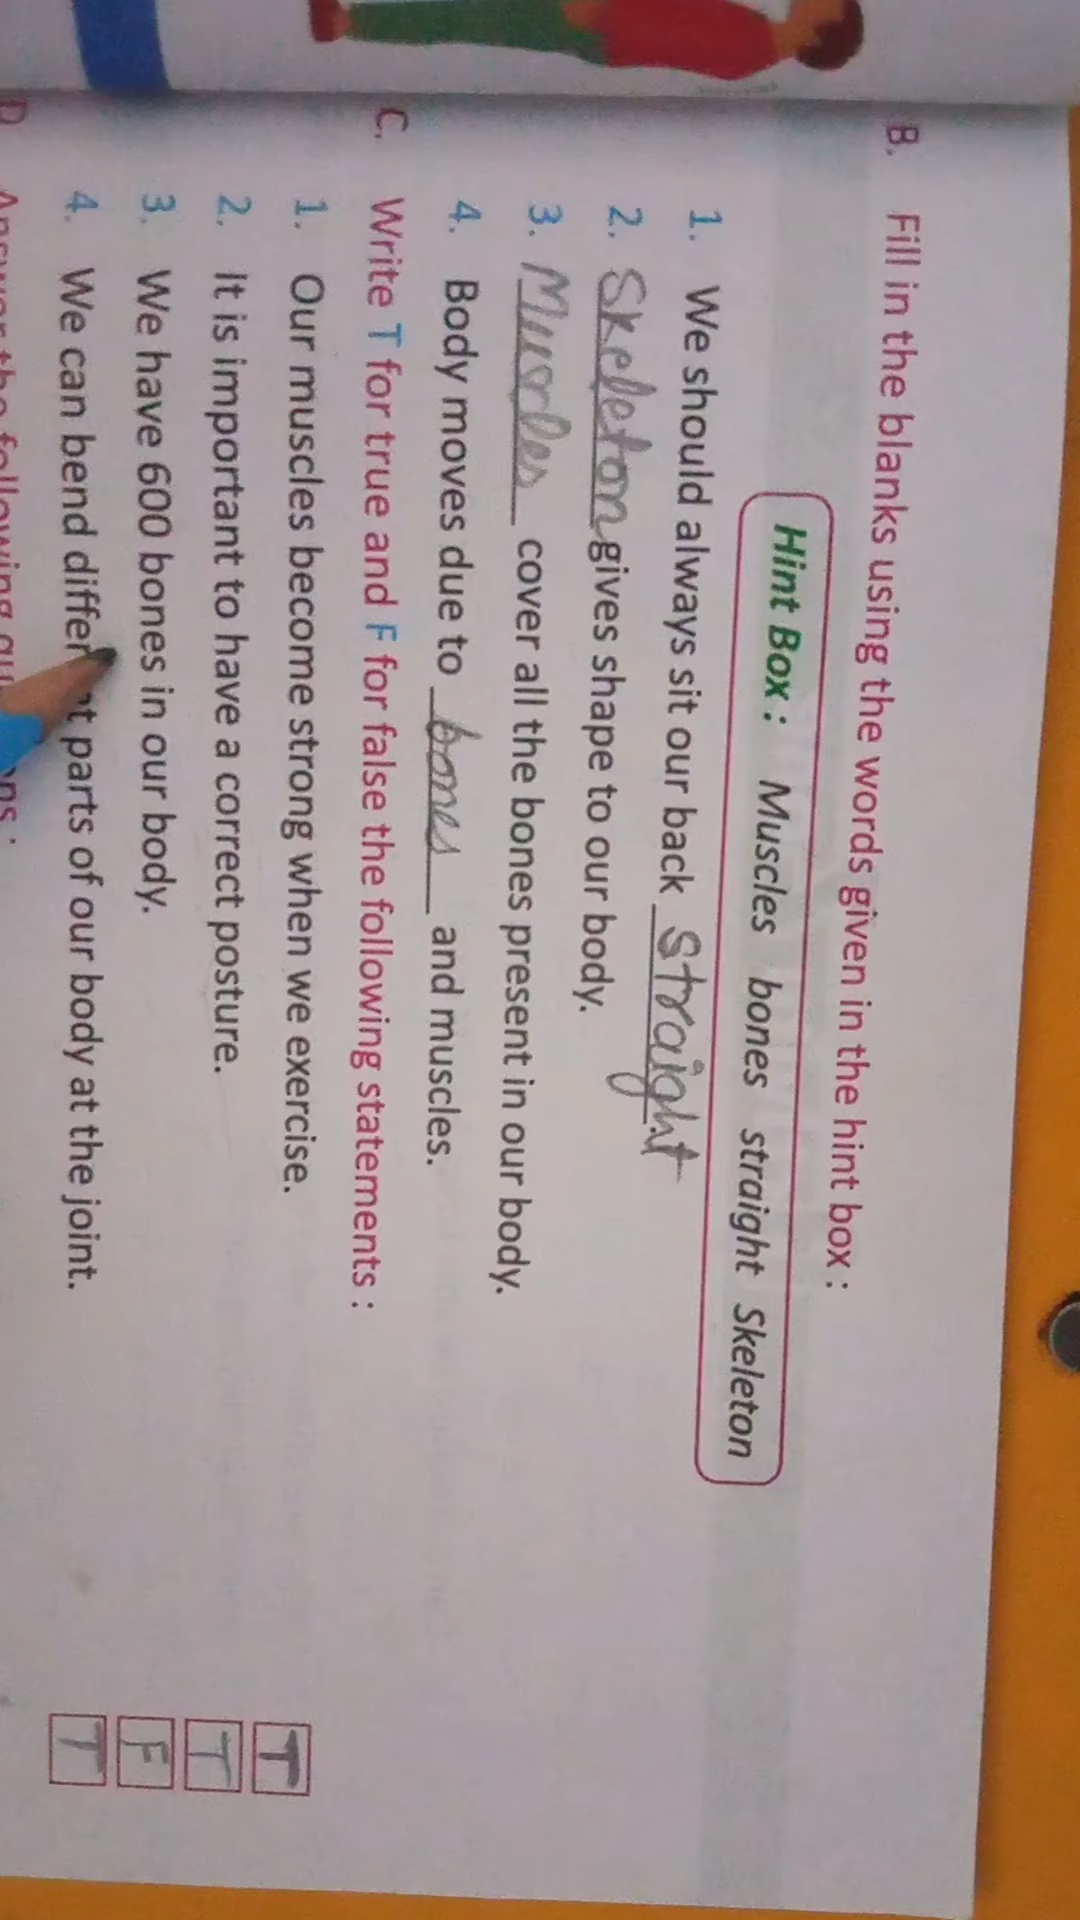 B. Fill in the blanks using the words given in the hint box :
Hint Box : Muscles bones straight Skeleton
1. We should always sit our back straight.
2. Skeleton gives shape to our body.
3. Muscles cover all the bones present in our body.
4. Body moves due to bones and muscles.
C. Write T for true and F for false the following statements :
1. Our muscles become strong when we exercise. T
2. It is important to have a correct posture. T
3. We have 600 bones in our body. F
4. We can bend different parts of our body at the joint. T
D Answer the following